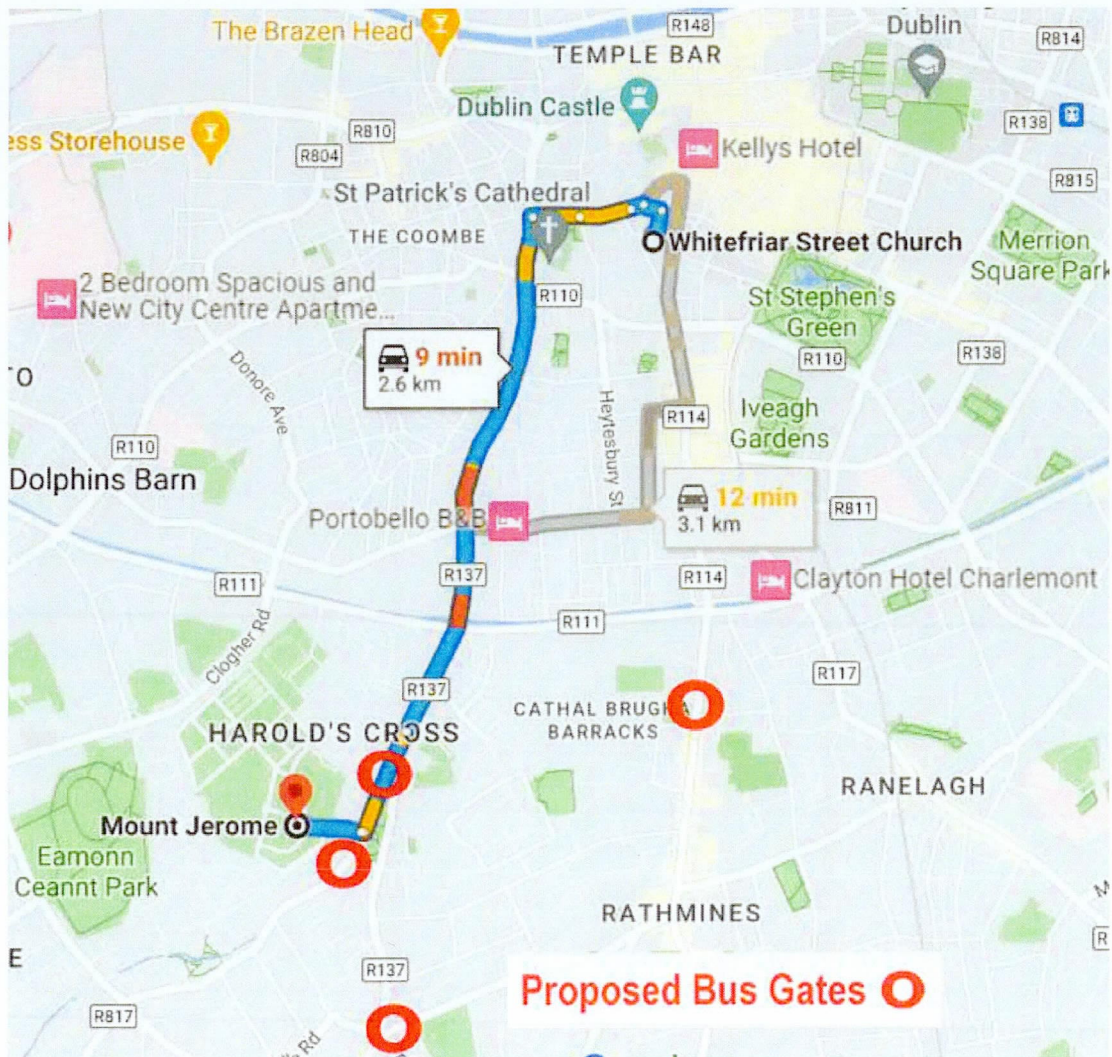 The Brazen Head
R148
Dublin
R814
TEMPLE BAR
Dublin Castle
R138
ess Storehouse
R810
R804
Kellys Hotel
R815
St Patrick's Cathedral
THE COOMBE
Whitefriar Street Church
Merrion
Square Park
2 Bedroom Spacious and
New City Centre Apartme...
R110
St Stephen's
Green
9 min
2.6 km
Donore Ave
R110
R138
TO
Heytesbury St
R114
Iveagh
Gardens
R110
Dolphins Barn
12 min
3.1 km
R811
Portobello B&B
R111
R137
R114
Clayton Hotel Charlemont
R111
Clogher Rd
R137
R117
CATHAL BRUGHA
BARRACKS
HAROLD'S CROSS
RANELAGH
Mount Jerome
Eamonn
Ceannt Park
RATHMINES
E
R137
Proposed Bus Gates
R817
Rd